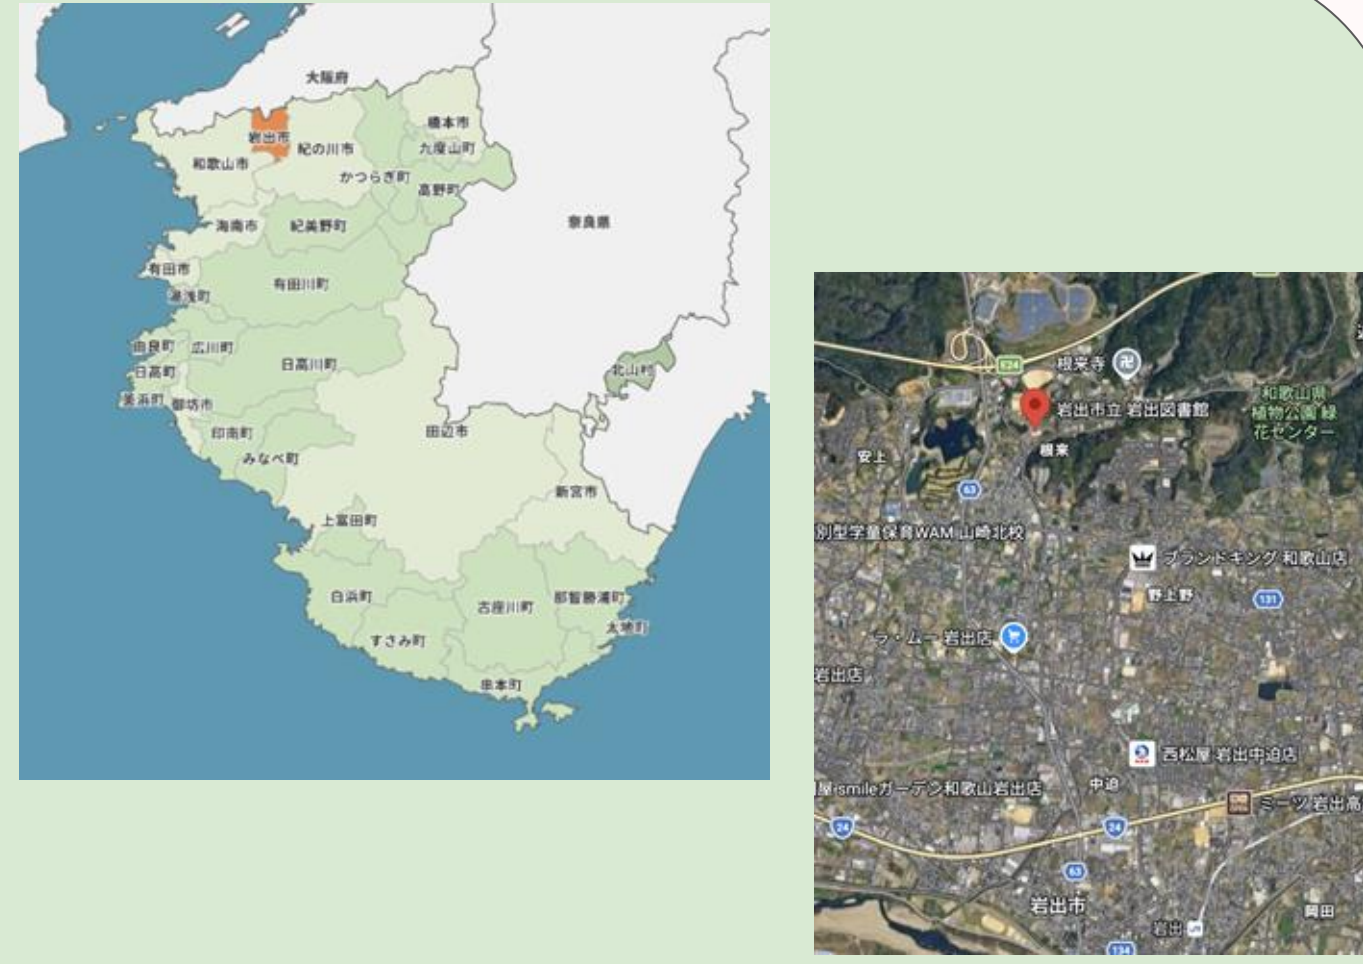 大阪府
橋本市
岩出市
紀の川市
九度山町
和歌山市
かつらぎ町
高野町
海南市
紀美野町
奈良県
有田市
有田川町
湯浅町
由良町
広川町
日高川町
日高町
北山村
美浜町
御坊市
印南町
田辺市
みなべ町
新宮市
上富田町
白浜町
古座川町
那智勝浦町
すさみ町
太地町
串本町
E24
根来寺
岩出市立 岩出図書館
和歌山県
植物公園 緑
花センター
根来
安上
63
別型学童保育WAM 山崎北校
ブランドキング 和歌山店
野上野
131
ラ・ムー 岩出店
岩出店
西松屋 岩出中迫店
中迫
屋 smileガーデン和歌山岩出店
ミーツ 岩出高
24
24
63
岩出市
岡田
岩出
134